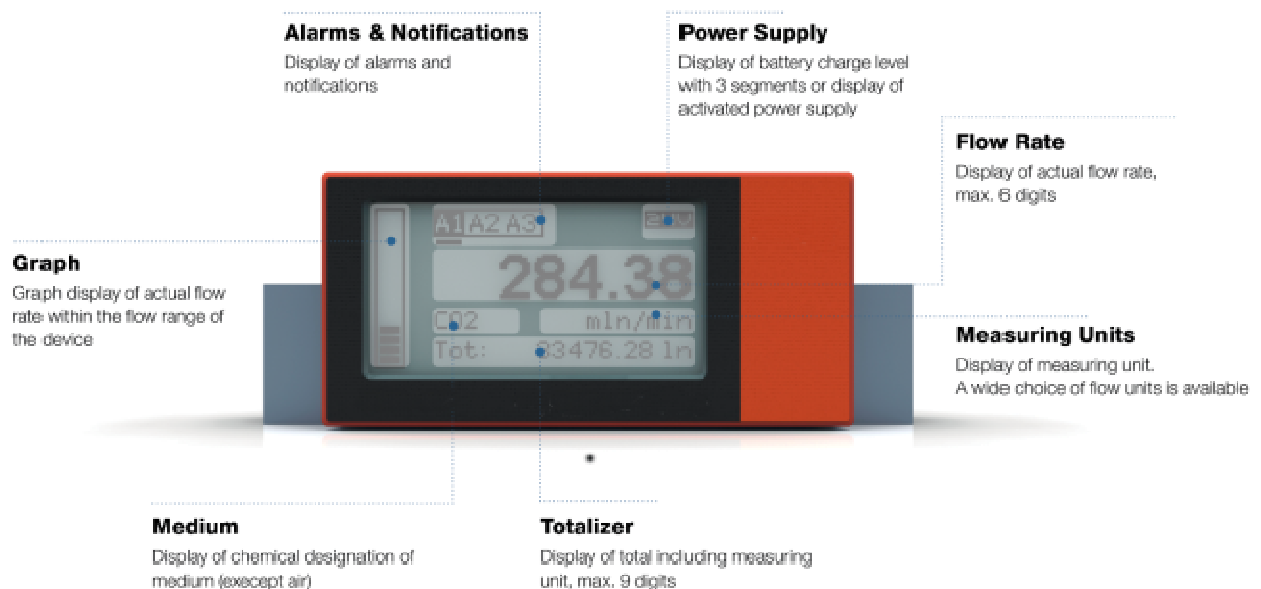 Alarms & Notifications
Display of alarms and
notifications
Power Supply
Display of battery charge level
with 3 segments or display of
activated power supply
Flow Rate
Display of actual flow rate,
max. 6 digits
Graph
Graph display of actual flow
rate within the flow range of
the device
A1 A2 A3
284.38
CO2
mln/min
Tot: 83476.28 ln
Measuring Units
Display of measuring unit.
A wide choice of flow units is available
Medium
Display of chemical designation of
medium (execept air)
Totalizer
Display of total including measuring
unit, max. 9 digits